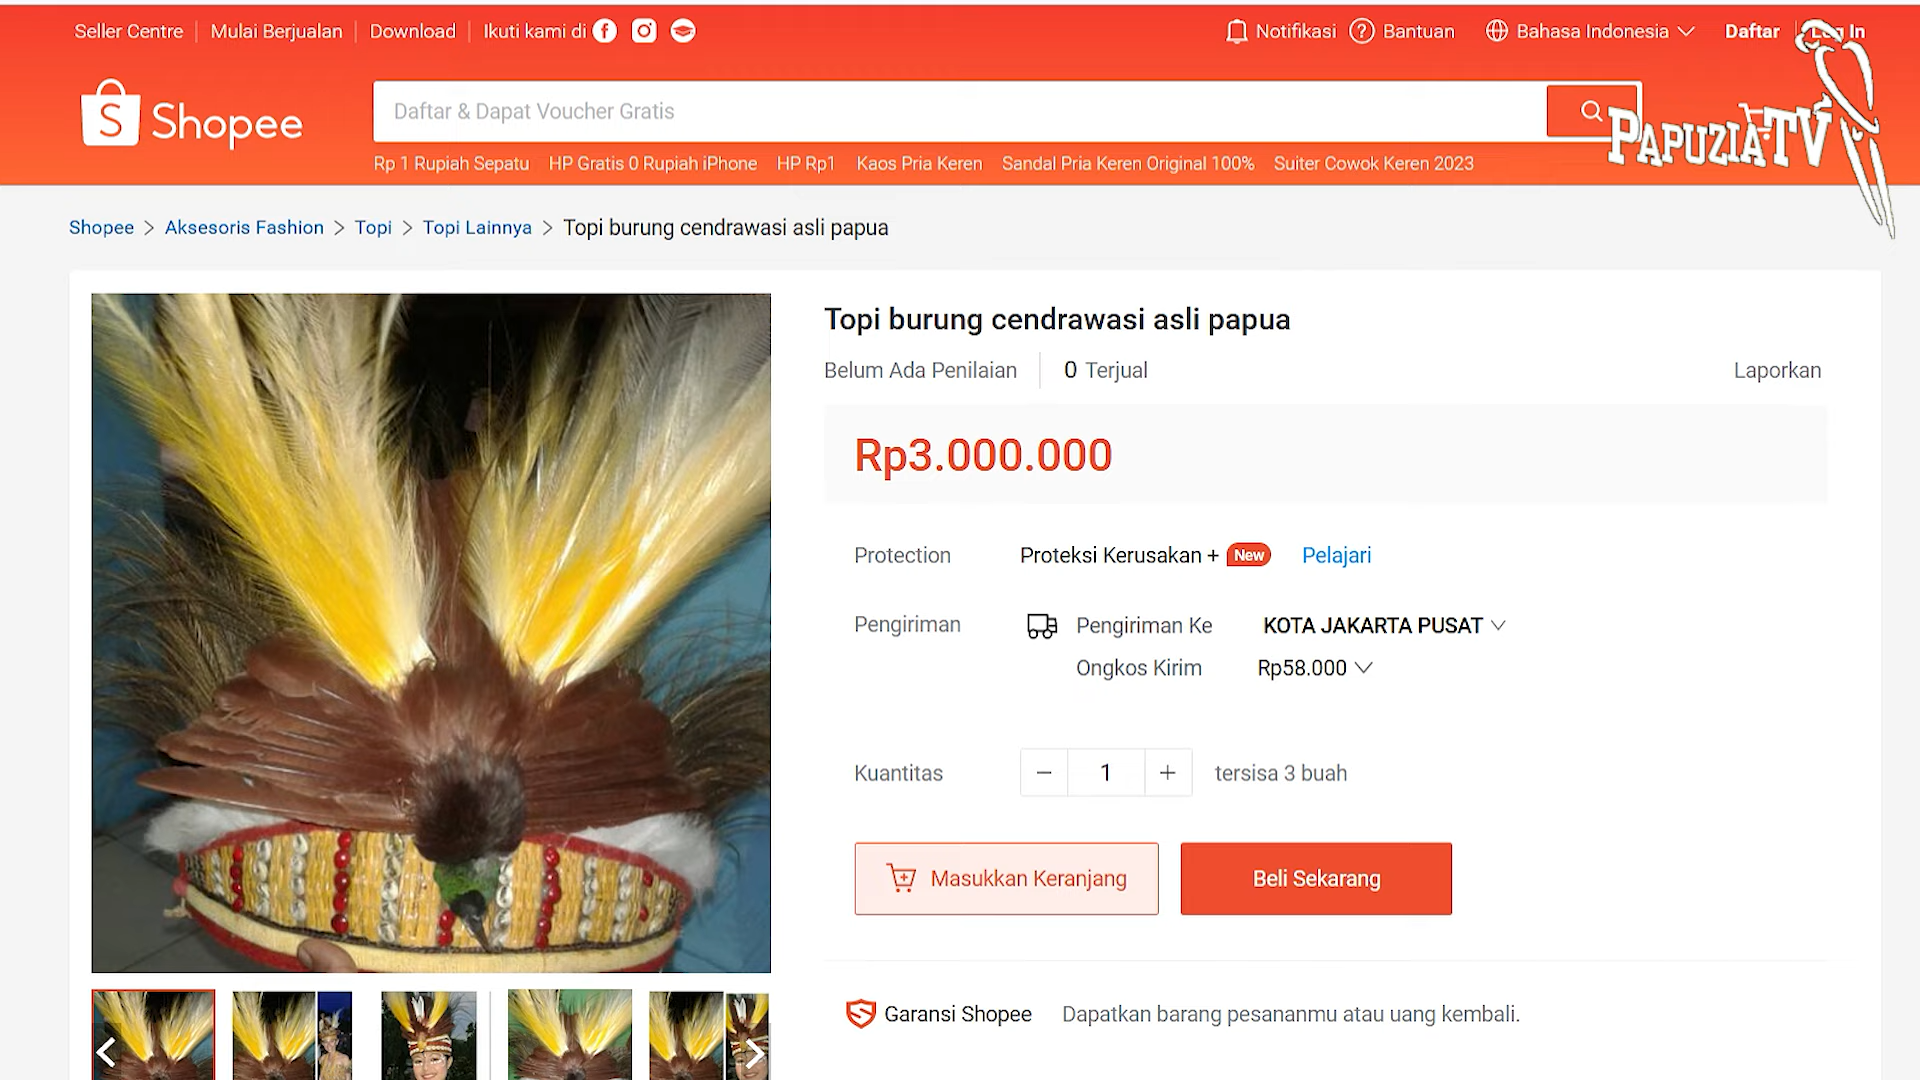 Seller Centre Mulai Berjualan Download Ikuti kami di
Notifikasi Bantuan Bahasa Indonesia Daftar Log In
Shopee
Daftar & Dapat Voucher Gratis
PAPUZIATV
Rp 1 Rupiah Sepatu HP Gratis 0 Rupiah iPhone HP Rp1 Kaos Pria Keren Sandal Pria Keren Original 100% Suiter Cowok Keren 2023
Shopee > Aksesoris Fashion > Topi > Topi Lainnya > Topi burung cendrawasi asli papua
Topi burung cendrawasi asli papua
Belum Ada Penilaian 0 Terjual Laporkan
Rp3.000.000
Protection Proteksi Kerusakan + New Pelajari
Pengiriman Pengiriman Ke KOTA JAKARTA PUSAT
Ongkos Kirim Rp58.000
Kuantitas − 1 + tersisa 3 buah
Masukkan Keranjang Beli Sekarang
Garansi Shopee Dapatkan barang pesananmu atau uang kembali.